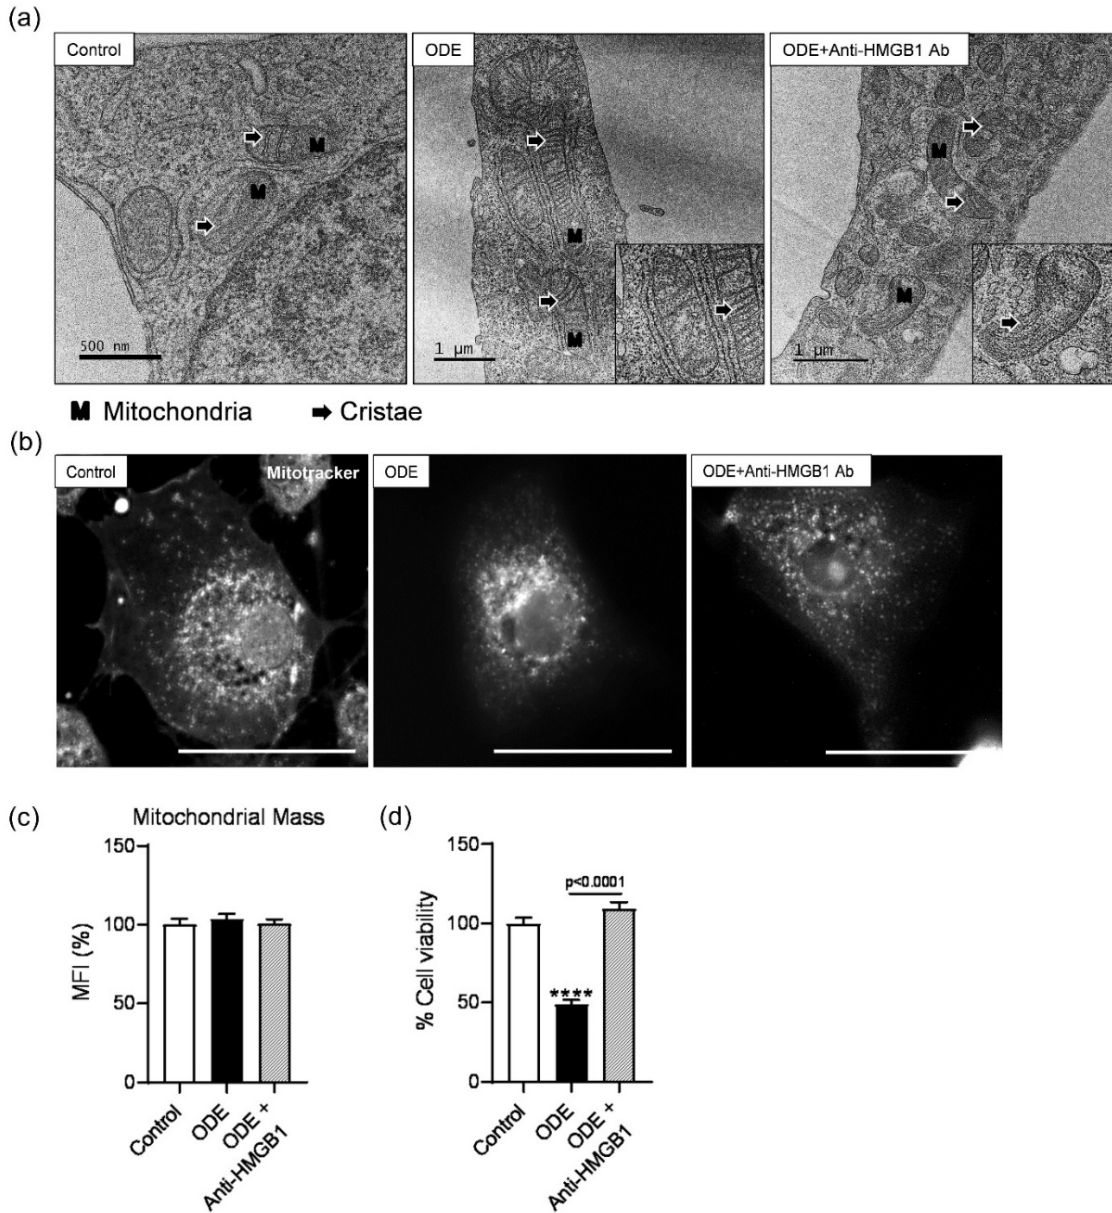 (a)
Control
ODE
ODE+Anti-HMGB1 Ab
M
M
500 nm
M
M
1 µm
M
M
1 µm
M Mitochondria
Cristae
(b)
Control
Mitotracker
ODE
ODE+Anti-HMGB1 Ab
(c)
Mitochondrial Mass
150
100
50
0
MFI (%)
Control
ODE
ODE +
Anti-HMGB1
(d)
150
100
50
0
% Cell viability
p<0.0001
****
Control
ODE
ODE +
Anti-HMGB1